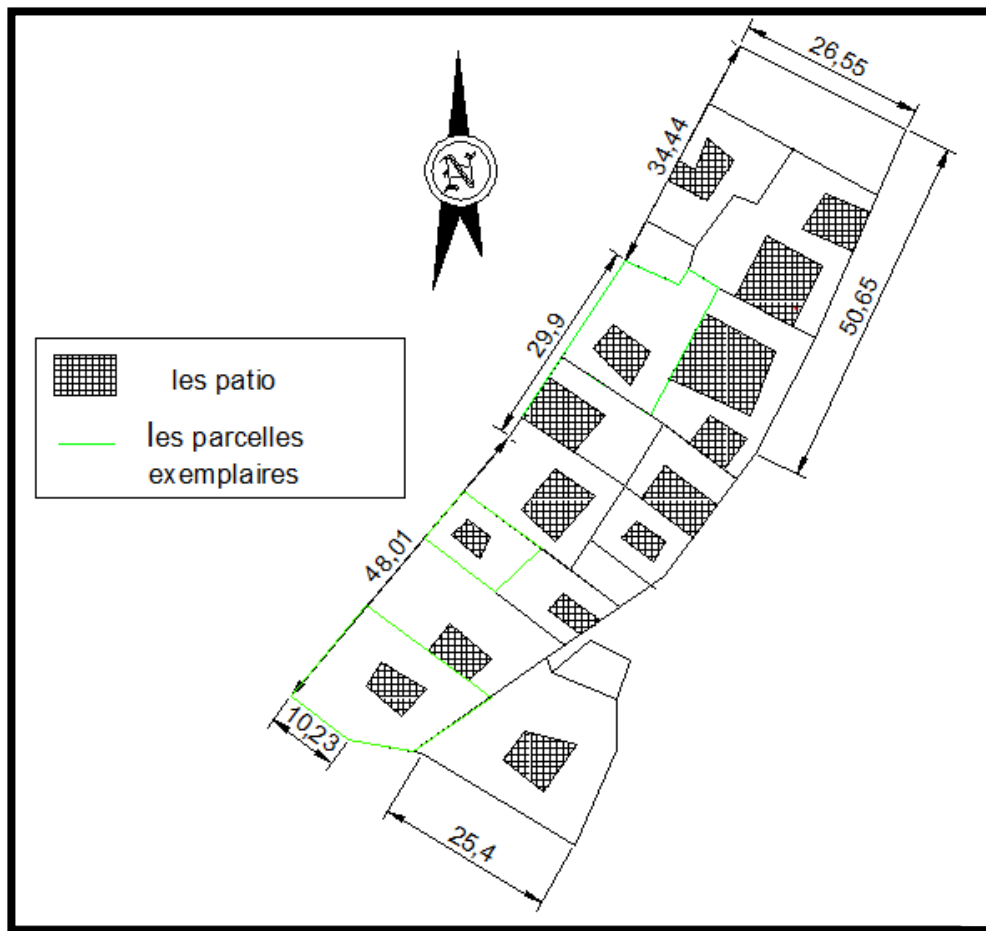 26,55
34,44
N
50,65
29,9
les patio
les parcelles
exemplaires
48,01
10,23
25,4